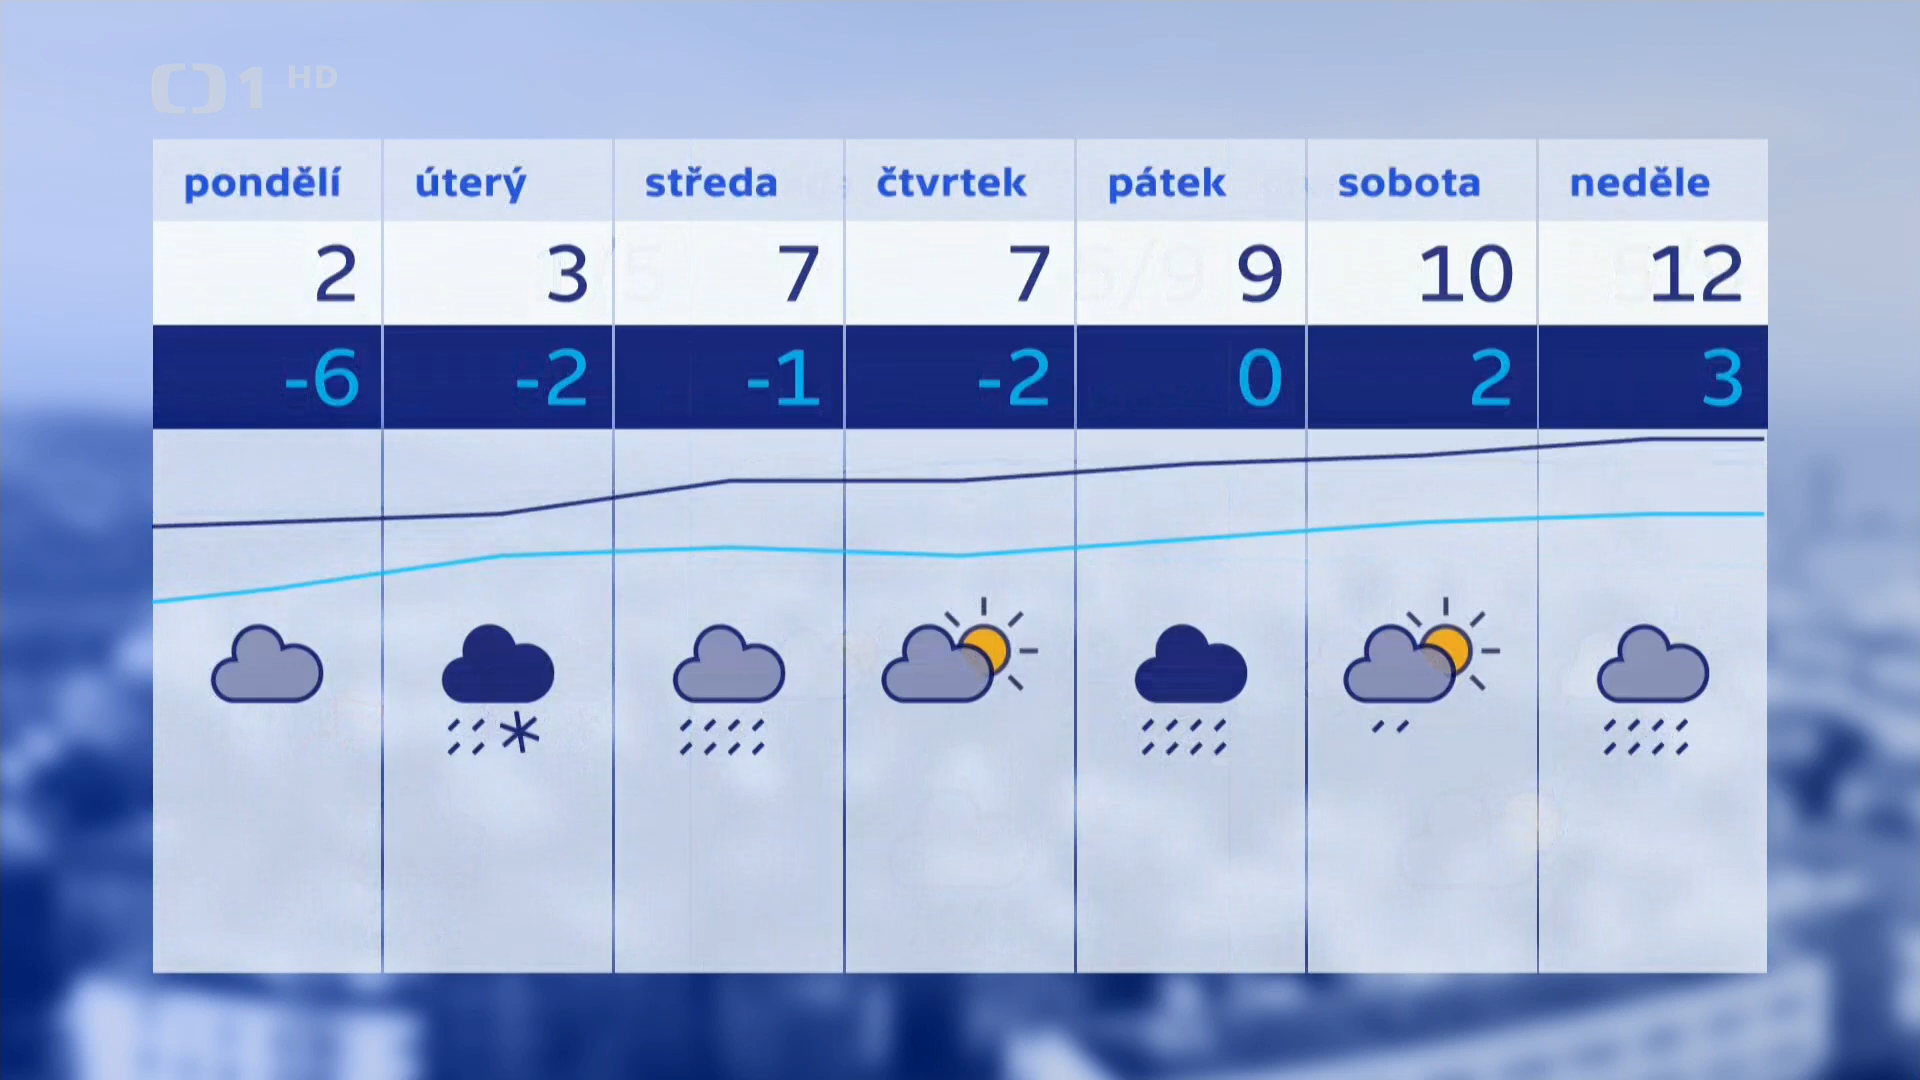 1 HD
pondělí úterý středa čtvrtek pátek sobota neděle
2 3 7 7 9 10 12
-6 -2 -1 -2 0 2 3